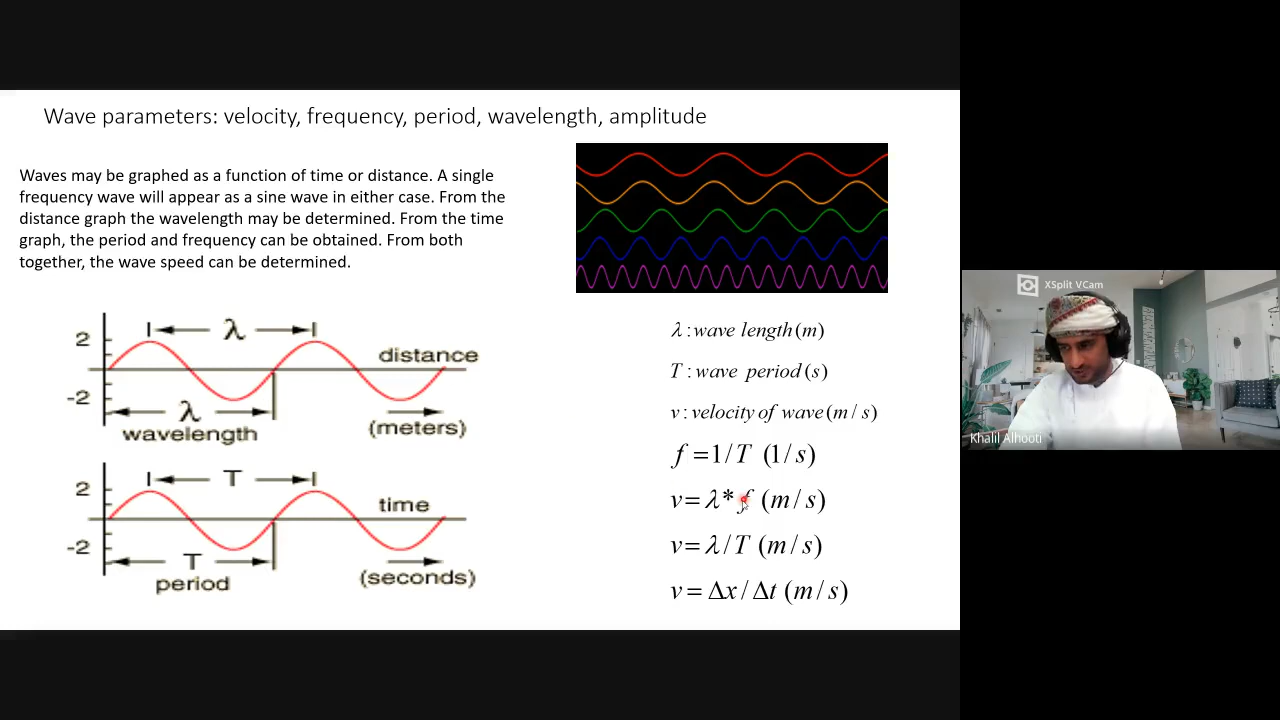 Wave parameters: velocity, frequency, period, wavelength, amplitude
Waves may be graphed as a function of time or distance. A single
frequency wave will appear as a sine wave in either case. From the
distance graph the wavelength may be determined. From the time
graph, the period and frequency can be obtained. From both
together, the wave speed can be determined.
2
λ
distance
-2
λ
wavelength
(meters)
2
T
time
-2
T
period
(seconds)
λ : wave length (m)
T : wave period (s)
v : velocity of wave (m / s)
f = 1 / T (1 / s)
v = λ * f (m / s)
v = λ / T (m / s)
v = Δx / Δt (m / s)
XSplit VCam
Khalil Alhooti